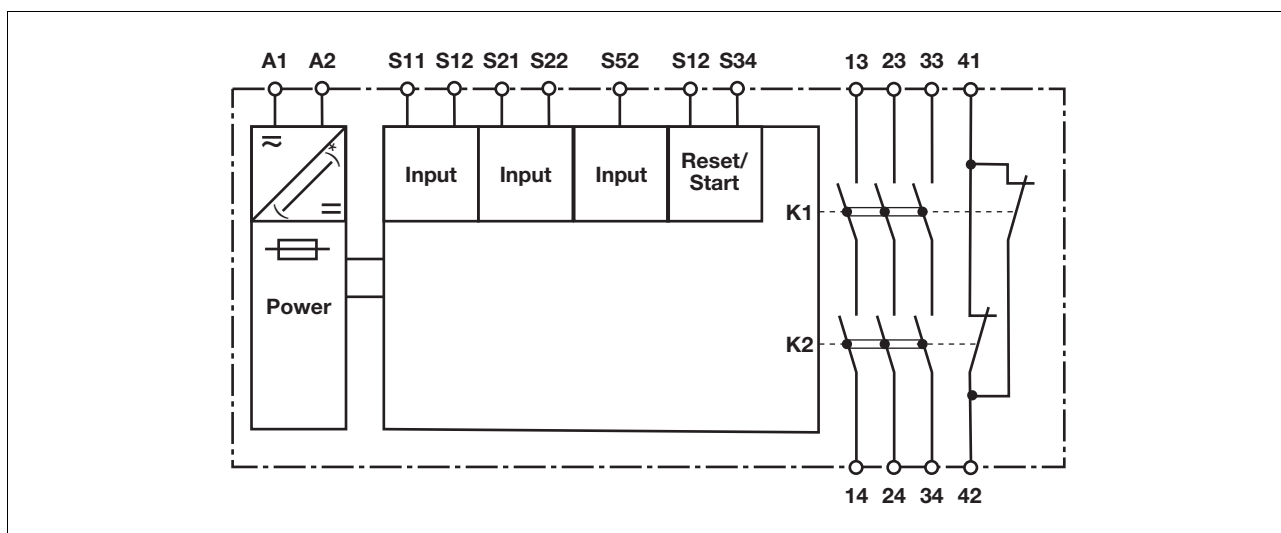 A1 A2 S11 S12 S21 S22 S52 S12 S34 13 23 33 41
Input Input Input Reset/
Start
K1
Power
K2
14 24 34 42